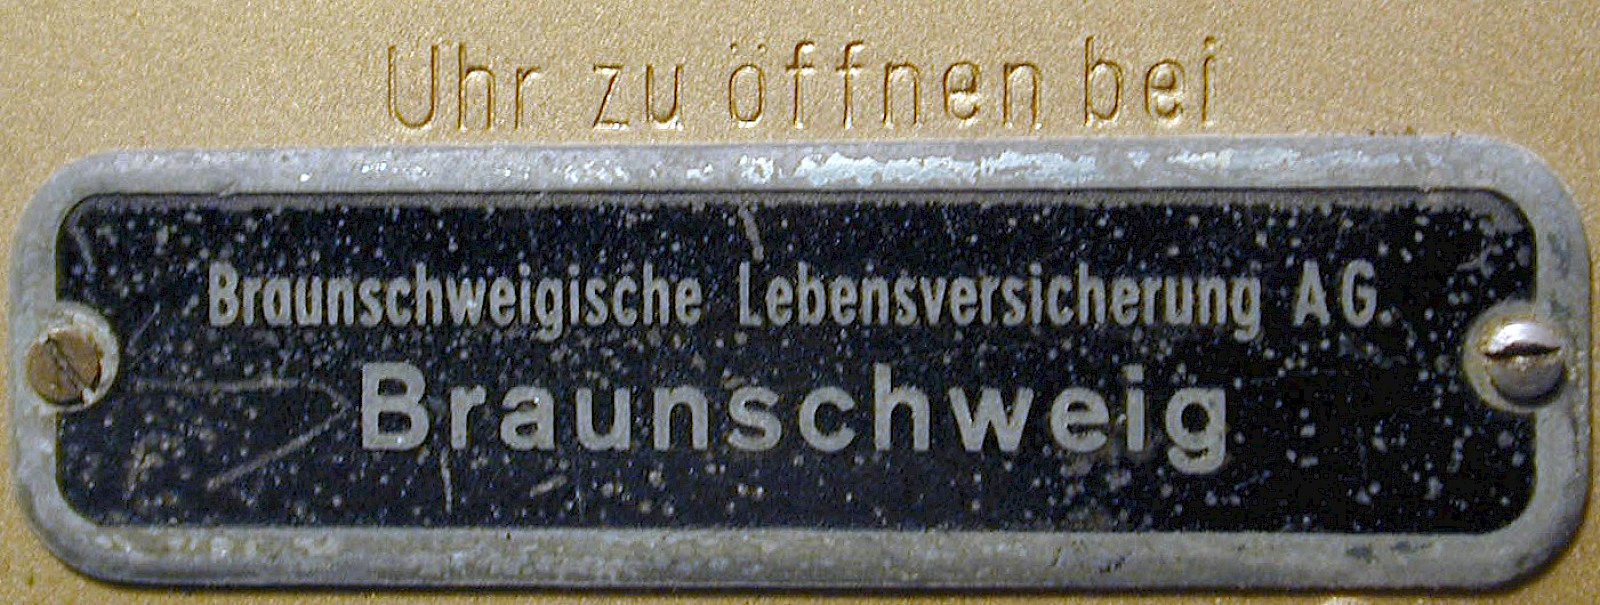 Uhr zu öffnen bei
Braunschweigische Lebensversicherung AG.
Braunschweig